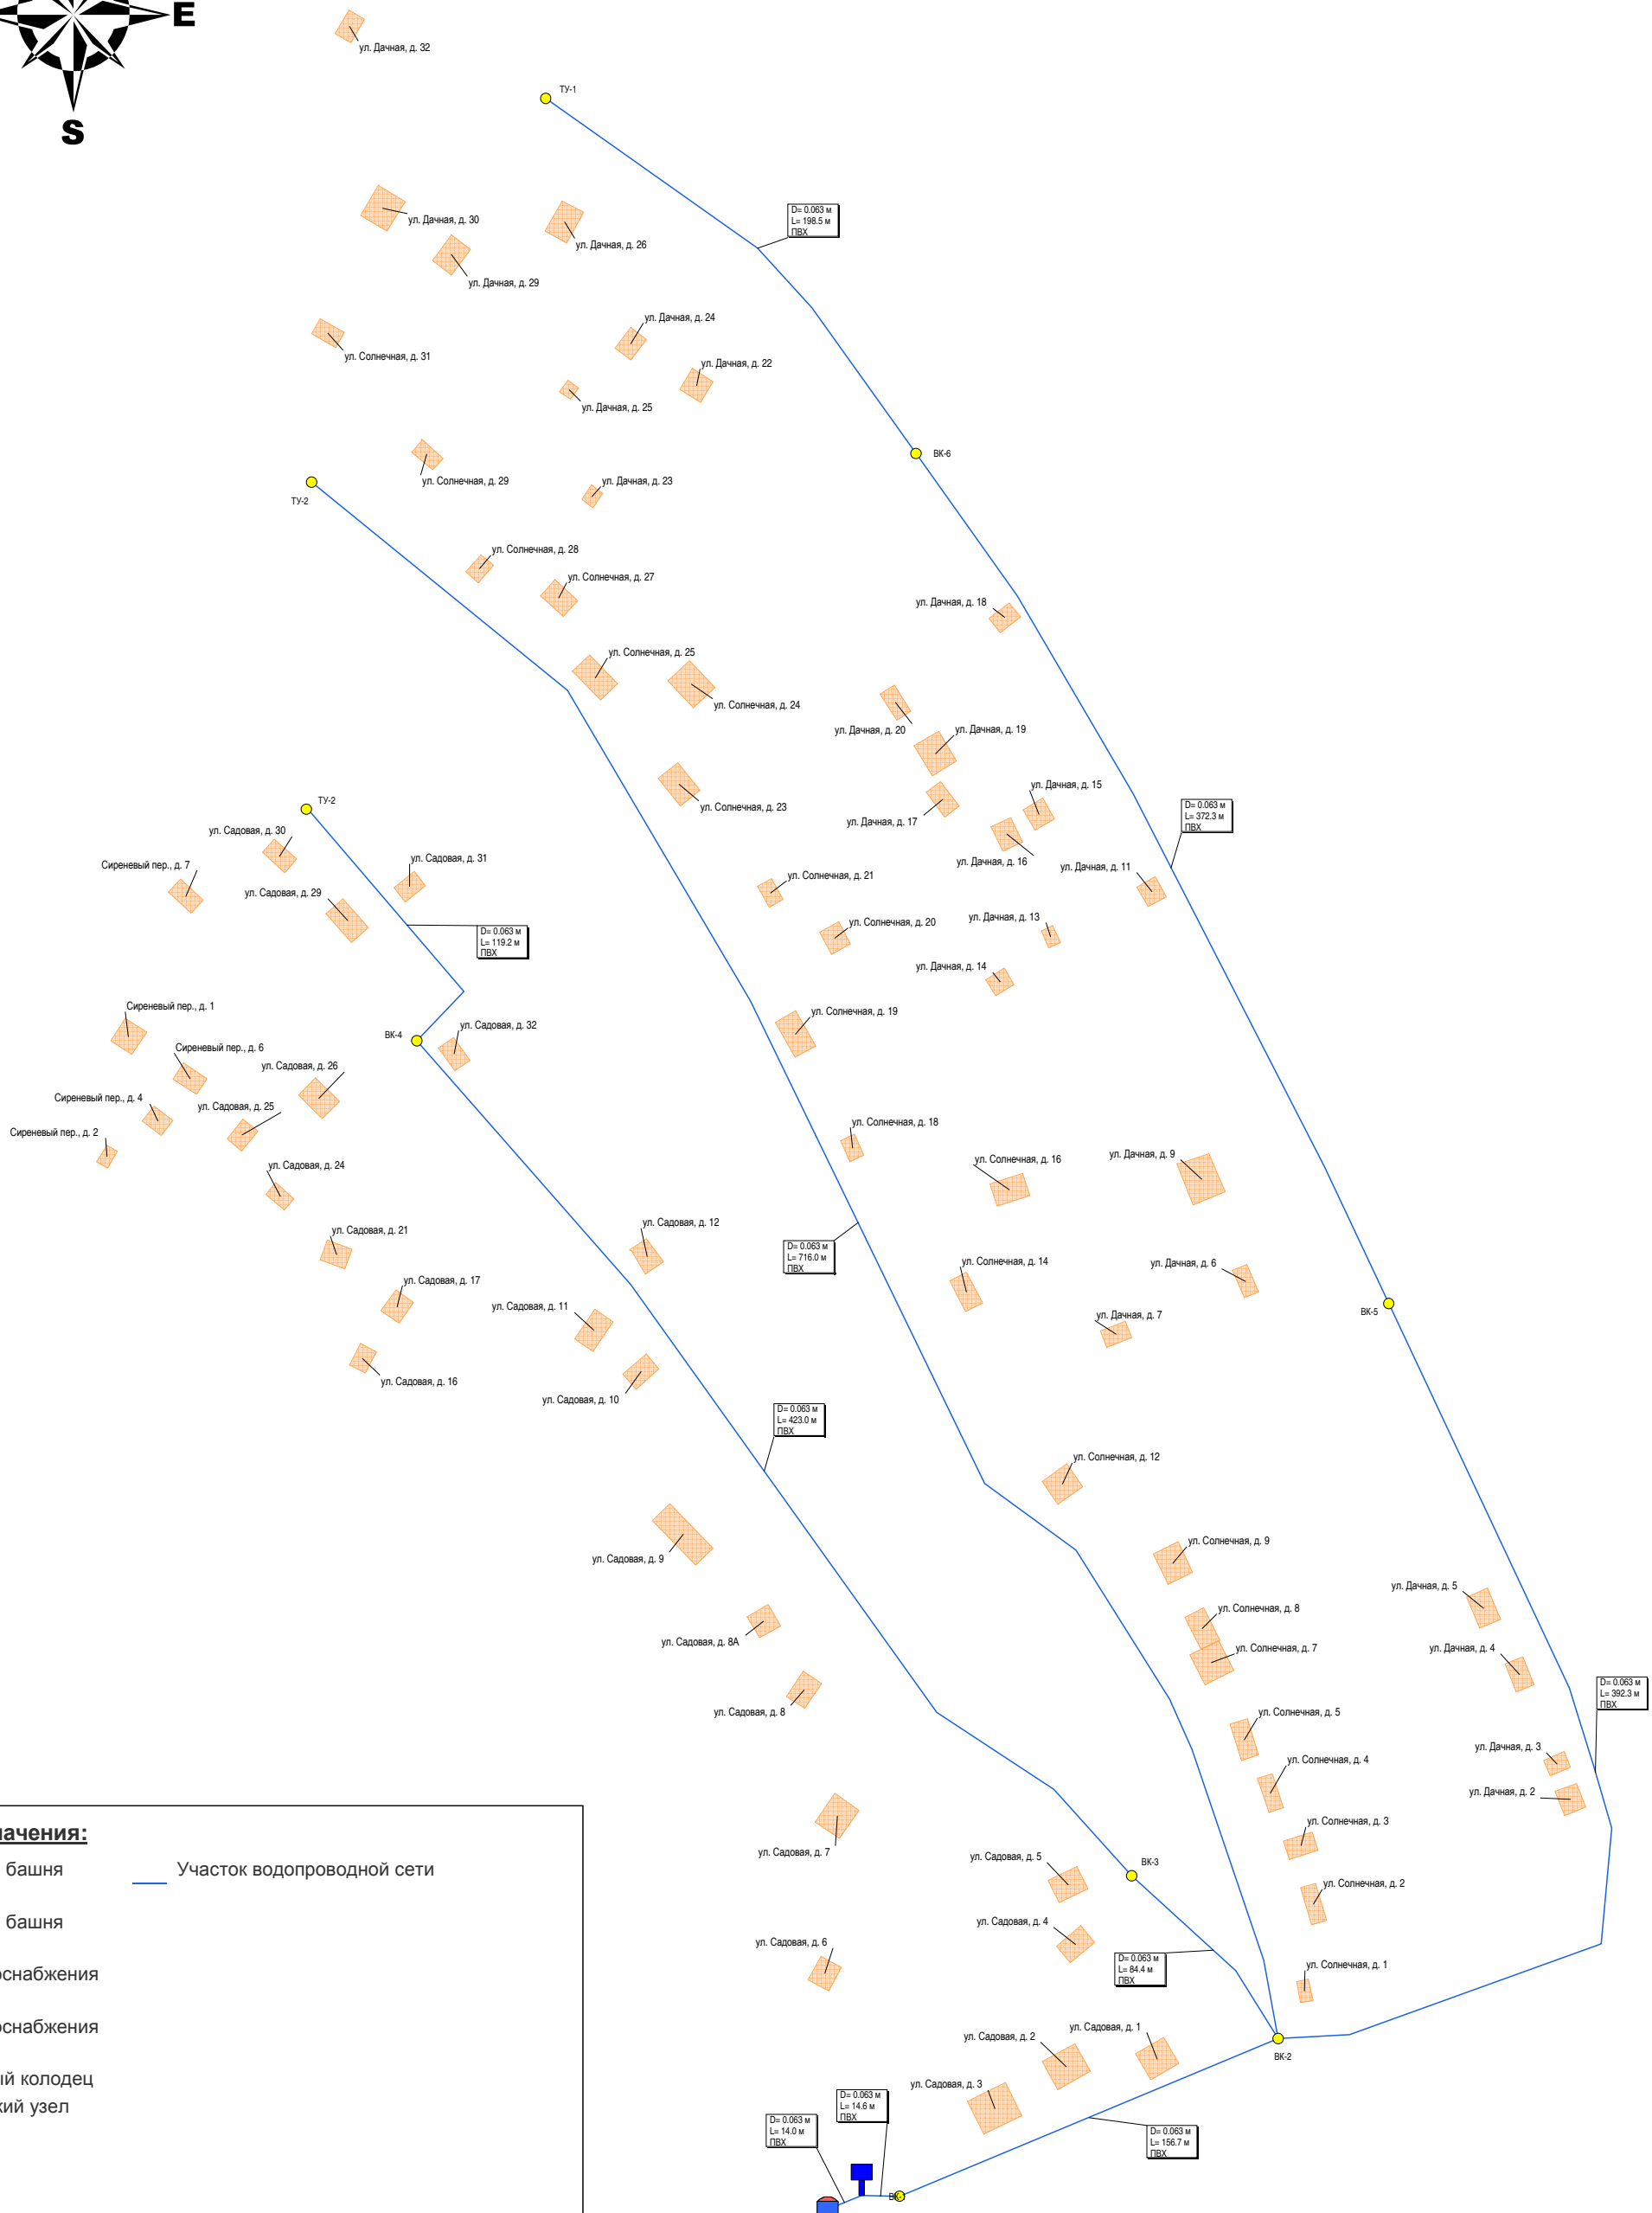 E
S
ул. Дачная, д. 32
ТУ-1
ул. Дачная, д. 30
ул. Дачная, д. 26
ул. Дачная, д. 29
D= 0.063 м
L= 198.5 м
ПВХ
ул. Дачная, д. 24
ул. Солнечная, д. 31
ул. Дачная, д. 22
ул. Дачная, д. 25
ВК-6
ул. Солнечная, д. 29
ул. Дачная, д. 23
ТУ-2
ул. Солнечная, д. 28
ул. Солнечная, д. 27
ул. Дачная, д. 18
ул. Солнечная, д. 25
ул. Солнечная, д. 24
ул. Дачная, д. 20
ул. Дачная, д. 19
ул. Дачная, д. 15
ТУ-2
ул. Солнечная, д. 23
ул. Дачная, д. 17
D= 0.063 м
L= 372.3 м
ПВХ
ул. Садовая, д. 30
ул. Садовая, д. 31
Сиреневый пер., д. 7
ул. Дачная, д. 16
ул. Дачная, д. 11
ул. Солнечная, д. 21
ул. Садовая, д. 29
ул. Дачная, д. 13
ул. Солнечная, д. 20
D= 0.063 м
L= 119.2 м
ПВХ
ул. Дачная, д. 14
Сиреневый пер., д. 1
ул. Солнечная, д. 19
ул. Садовая, д. 32
ВК-4
Сиреневый пер., д. 6
ул. Садовая, д. 26
Сиреневый пер., д. 4
ул. Садовая, д. 25
ул. Солнечная, д. 18
Сиреневый пер., д. 2
ул. Дачная, д. 9
ул. Солнечная, д. 16
ул. Садовая, д. 24
ул. Садовая, д. 12
ул. Садовая, д. 21
D= 0.063 м
L= 716.0 м
ПВХ
ул. Солнечная, д. 14
ул. Дачная, д. 6
ул. Садовая, д. 17
ул. Садовая, д. 11
ул. Дачная, д. 7
ВК-5
ул. Садовая, д. 16
ул. Садовая, д. 10
D= 0.063 м
L= 423.0 м
ПВХ
ул. Солнечная, д. 12
ул. Солнечная, д. 9
ул. Садовая, д. 9
ул. Дачная, д. 5
ул. Солнечная, д. 8
ул. Садовая, д. 8А
ул. Солнечная, д. 7
ул. Дачная, д. 4
D= 0.063 м
L= 392.3 м
ПВХ
ул. Садовая, д. 8
ул. Солнечная, д. 5
ул. Дачная, д. 3
ул. Солнечная, д. 4
ул. Дачная, д. 2
ул. Солнечная, д. 3
ул. Садовая, д. 7
ул. Садовая, д. 5
ВК-3
ул. Солнечная, д. 2
ул. Садовая, д. 4
ул. Садовая, д. 6
D= 0.063 м
L= 84.4 м
ПВХ
ул. Солнечная, д. 1
ул. Садовая, д. 1
ул. Садовая, д. 2
ВК-2
ул. Садовая, д. 3
D= 0.063 м
L= 14.6 м
ПВХ
D= 0.063 м
L= 14.0 м
ПВХ
D= 0.063 м
L= 156.7 м
ПВХ
ачения:
башня
Участок водопроводной сети
башня
оснабжения
оснабжения
ый колодец
кий узел